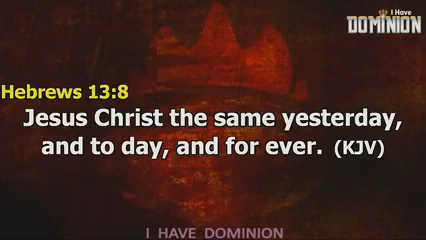 I Have
DOMINION
Hebrews 13:8
Jesus Christ the same yesterday,
and to day, and for ever. (KJV)
I HAVE DOMINION